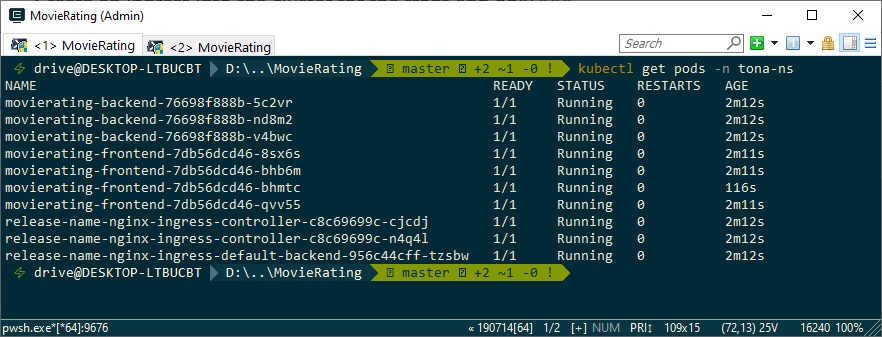 MovieRating (Admin)
<1> MovieRating
<2> MovieRating
Search
drive@DESKTOP-LTBUCBT D:\..\MovieRating master +2 ~1 -0 ! kubectl get pods -n tona-ns
NAME READY STATUS RESTARTS AGE
movierating-backend-76698f888b-5c2vr 1/1 Running 0 2m12s
movierating-backend-76698f888b-nd8m2 1/1 Running 0 2m12s
movierating-backend-76698f888b-v4bwc 1/1 Running 0 2m12s
movierating-frontend-7db56dcd46-8sx6s 1/1 Running 0 2m11s
movierating-frontend-7db56dcd46-bhb6m 1/1 Running 0 2m11s
movierating-frontend-7db56dcd46-bhmtc 1/1 Running 0 116s
movierating-frontend-7db56dcd46-qvv55 1/1 Running 0 2m11s
release-name-nginx-ingress-controller-c8c69699c-cjcdj 1/1 Running 0 2m12s
release-name-nginx-ingress-controller-c8c69699c-n4q4l 1/1 Running 0 2m12s
release-name-nginx-ingress-default-backend-956c44cff-tzsbw 1/1 Running 0 2m12s
drive@DESKTOP-LTBUCBT D:\..\MovieRating master +2 ~1 -0 !
pwsh.exe*[*64]:9676 « 190714[64] 1/2 [+] NUM PRI↕ 109x15 (72,13) 25V 16240 100%